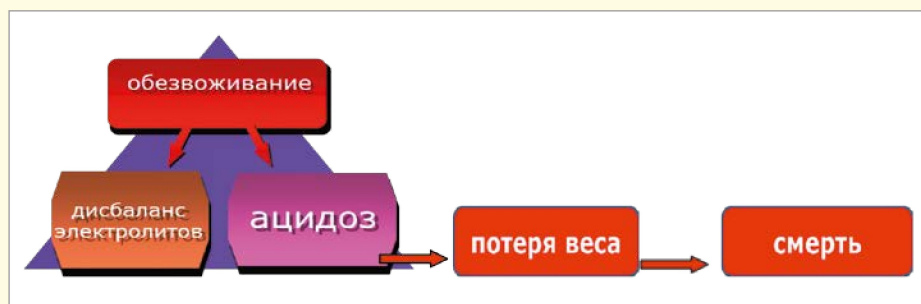 обезвоживание
дисбаланс
электролитов
ацидоз
потеря веса
смерть